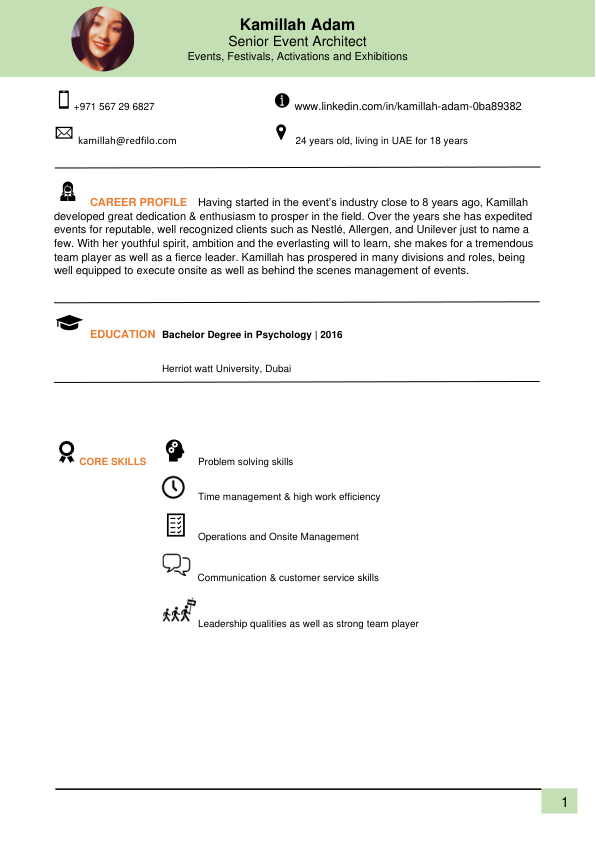 Kamillah Adam
Senior Event Architect
Events, Festivals, Activations and Exhibitions
+971 567 29 6827
www.linkedin.com/in/kamillah-adam-0ba89382
kamillah@redfilo.com
24 years old, living in UAE for 18 years
CAREER PROFILE Having started in the event's industry close to 8 years ago, Kamillah
developed great dedication & enthusiasm to prosper in the field. Over the years she has expedited
events for reputable, well recognized clients such as Nestlé, Allergen, and Unilever just to name a
few. With her youthful spirit, ambition and the everlasting will to learn, she makes for a tremendous
team player as well as a fierce leader. Kamillah has prospered in many divisions and roles, being
well equipped to execute onsite as well as behind the scenes management of events.
EDUCATION Bachelor Degree in Psychology | 2016
Herriot watt University, Dubai
CORE SKILLS Problem solving skills
Time management & high work efficiency
Operations and Onsite Management
Communication & customer service skills
Leadership qualities as well as strong team player
1